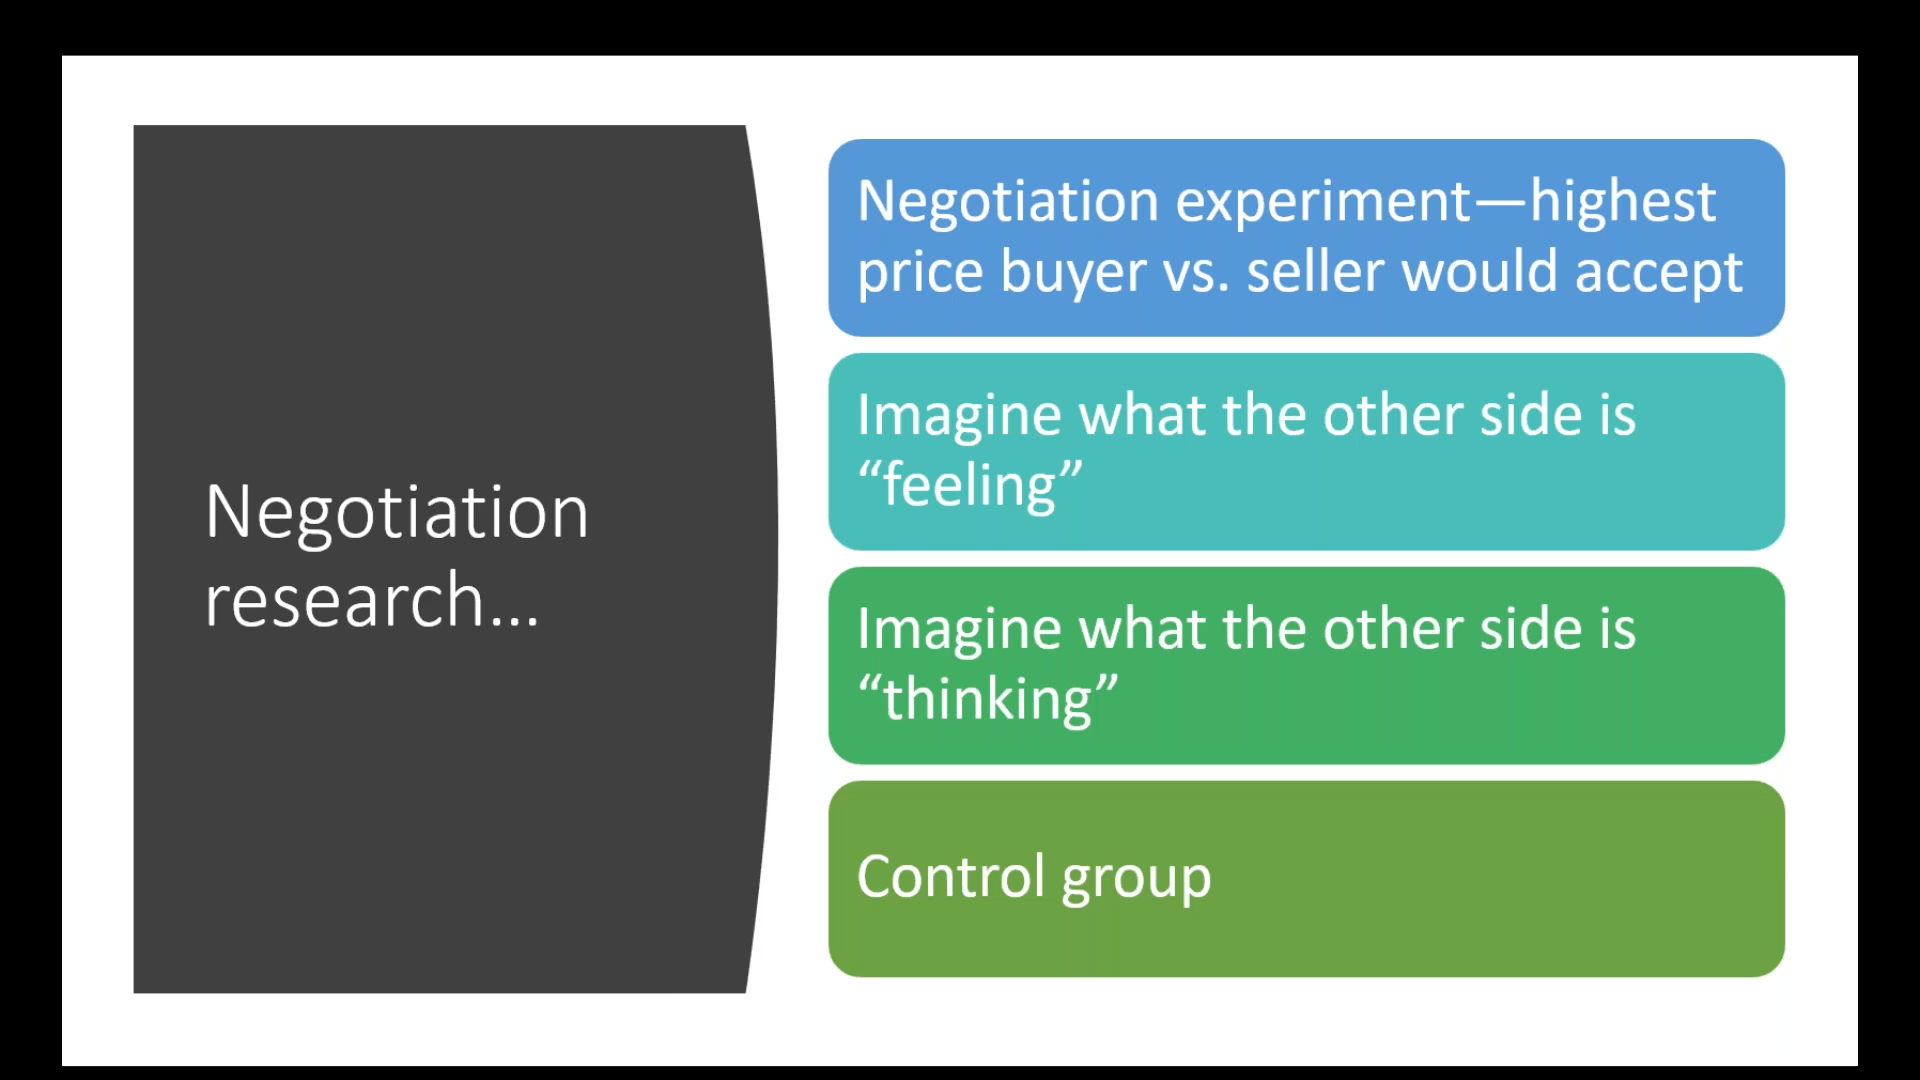 Negotiation
research…
Negotiation experiment—highest
price buyer vs. seller would accept
Imagine what the other side is
“feeling”
Imagine what the other side is
“thinking”
Control group